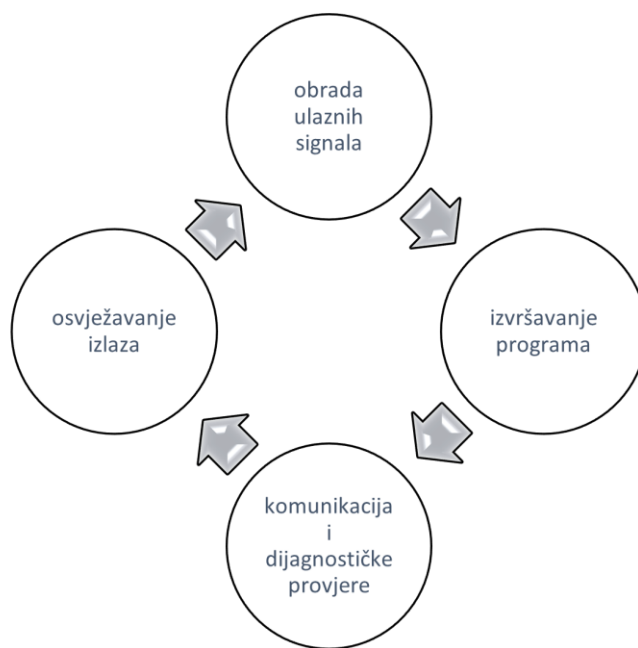 obrada
ulaznih
signala
osvježavanje
izlaza
izvršavanje
programa
komunikacija
i
dijagnostičke
provjere